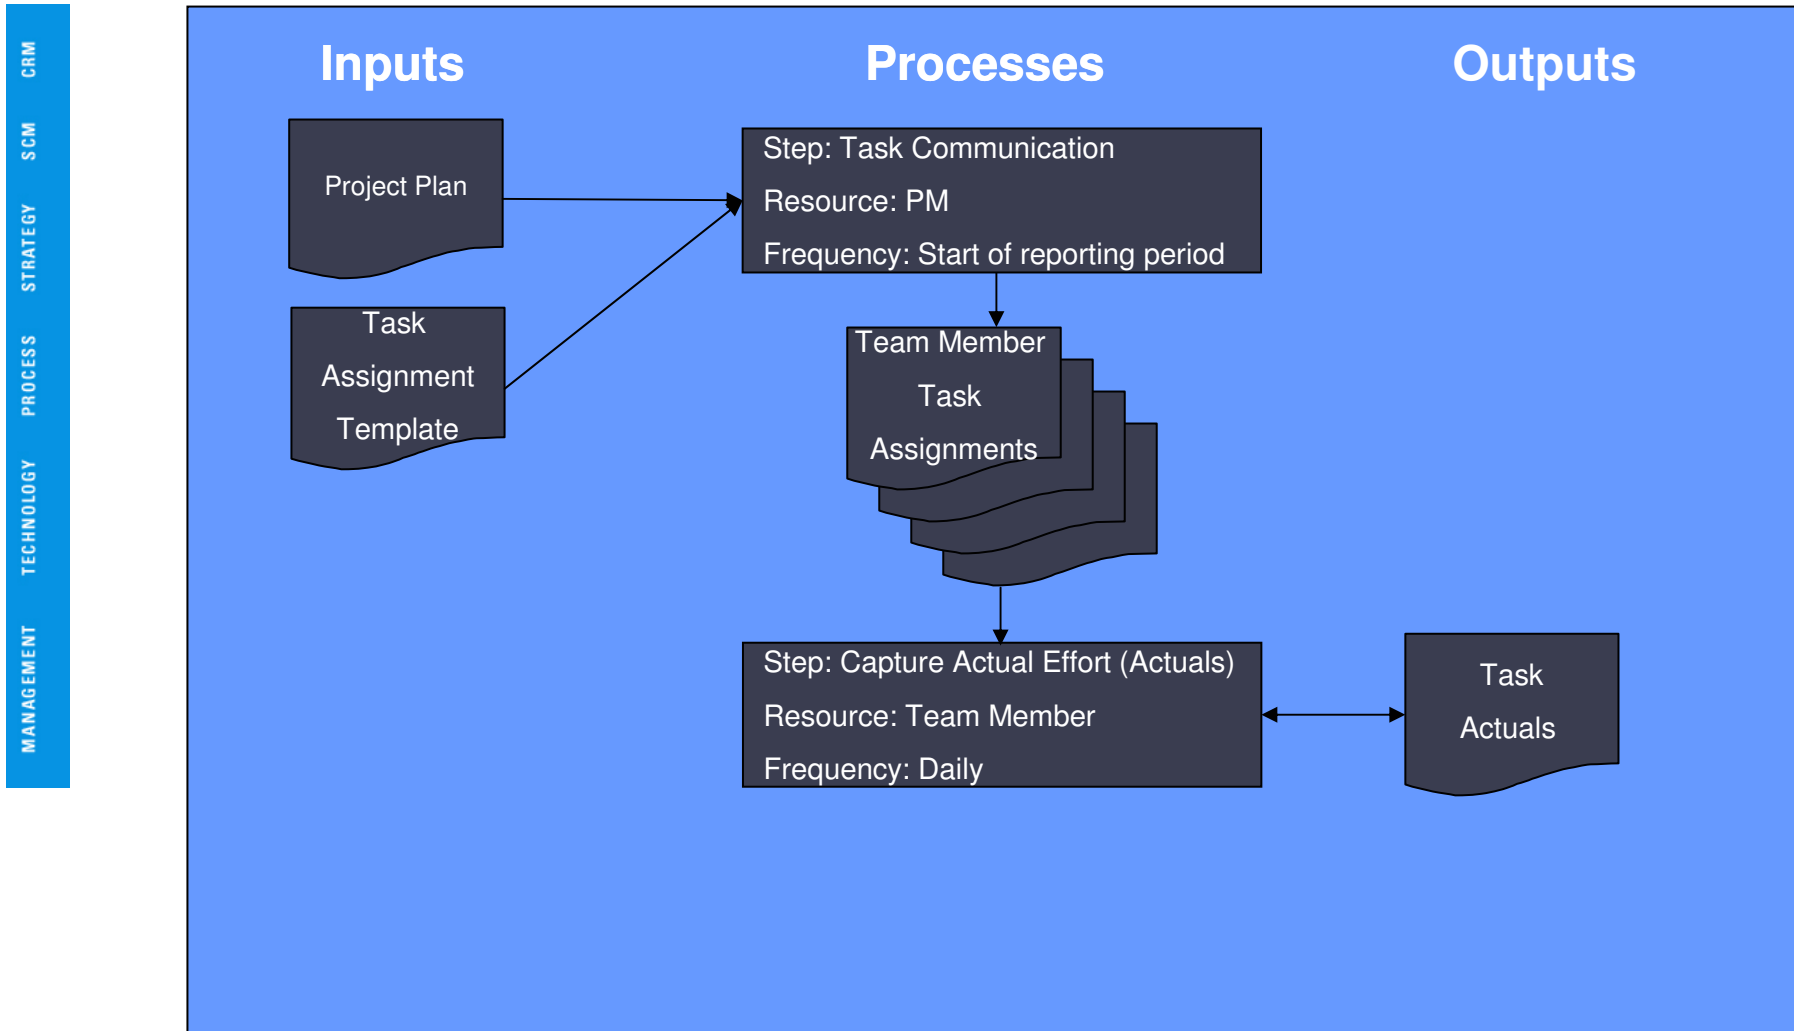 CRM
SCM
STRATEGY
PROCESS
TECHNOLOGY
MANAGEMENT
Inputs
Processes
Outputs
Project Plan
Task
Assignment
Template
Step: Task Communication
Resource: PM
Frequency: Start of reporting period
Team Member
Task
Assignments
Step: Capture Actual Effort (Actuals)
Resource: Team Member
Frequency: Daily
Task
Actuals